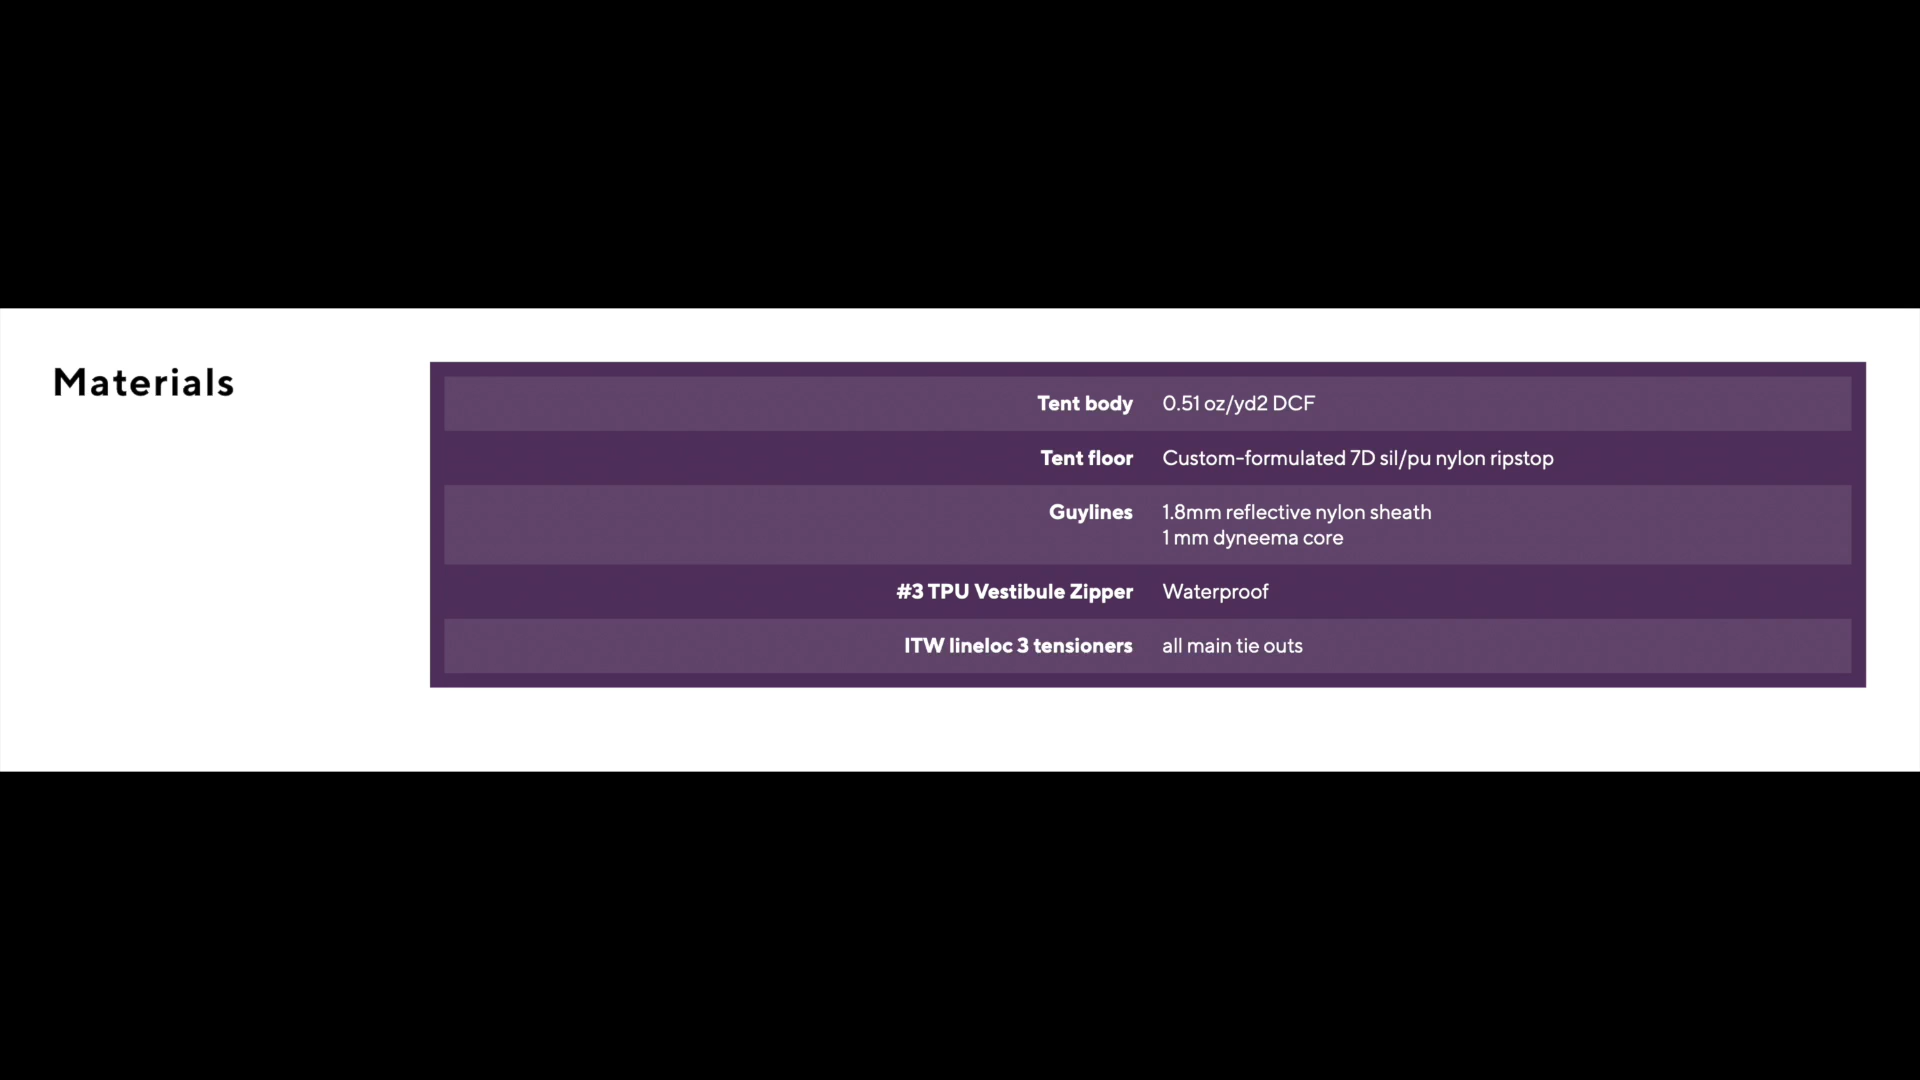 Materials
Tent body 0.51 oz/yd2 DCF
Tent floor Custom-formulated 7D sil/pu nylon ripstop
Guylines 1.8mm reflective nylon sheath
1 mm dyneema core
#3 TPU Vestibule Zipper Waterproof
ITW lineloc 3 tensioners all main tie outs